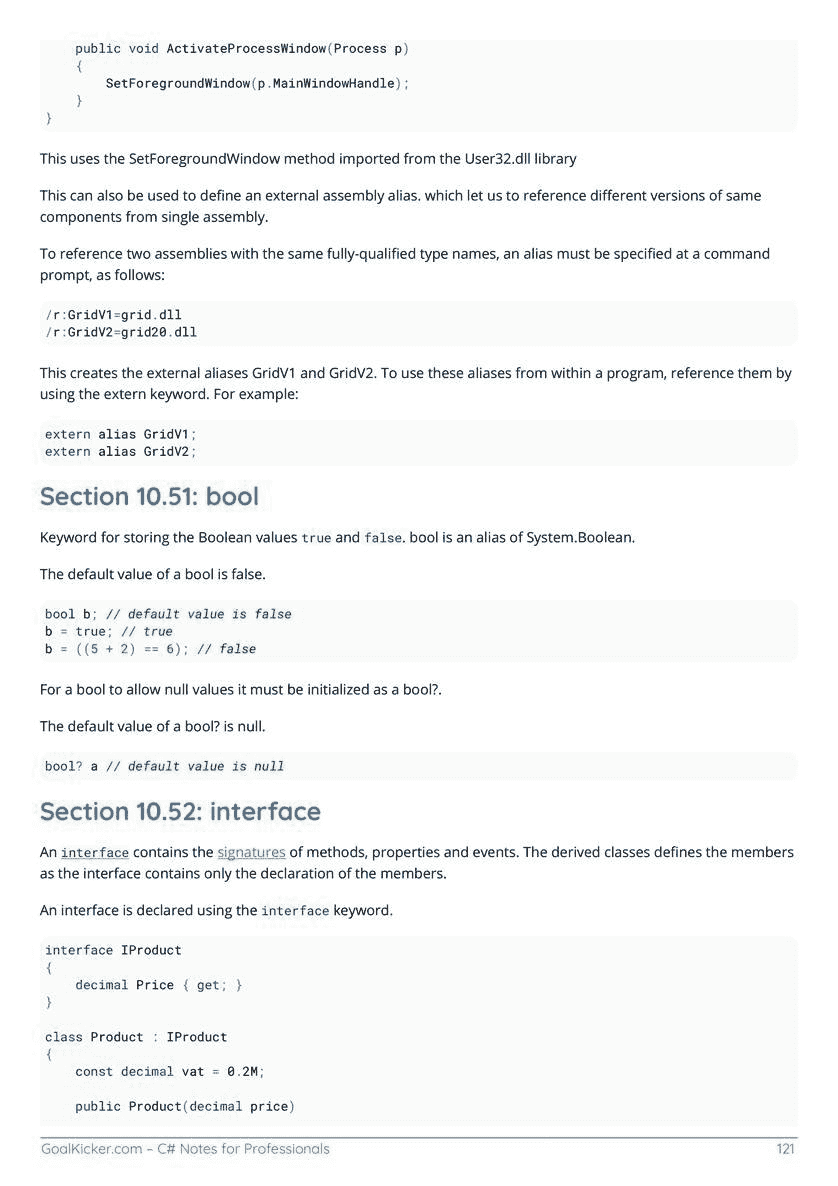 public void ActivateProcessWindow(Process p)
{
SetForegroundWindow(p.MainWindowHandle);
}
}
This uses the SetForegroundWindow method imported from the User32.dll library
This can also be used to define an external assembly alias. which let us to reference different versions of same
components from single assembly.
To reference two assemblies with the same fully-qualified type names, an alias must be specified at a command
prompt, as follows:
/r:GridV1=grid.dll
/r:GridV2=grid20.dll
This creates the external aliases GridV1 and GridV2. To use these aliases from within a program, reference them by
using the extern keyword. For example:
extern alias GridV1;
extern alias GridV2;
Section 10.51: bool
Keyword for storing the Boolean values true and false. bool is an alias of System.Boolean.
The default value of a bool is false.
bool b; // default value is false
b = true; // true
b = ((5 + 2) == 6); // false
For a bool to allow null values it must be initialized as a bool?.
The default value of a bool? is null.
bool? a // default value is null
Section 10.52: interface
An interface contains the signatures of methods, properties and events. The derived classes defines the members
as the interface contains only the declaration of the members.
An interface is declared using the interface keyword.
interface IProduct
{
decimal Price { get; }
}
class Product : IProduct
{
const decimal vat = 0.2M;
public Product(decimal price)
GoalKicker.com – C# Notes for Professionals 121